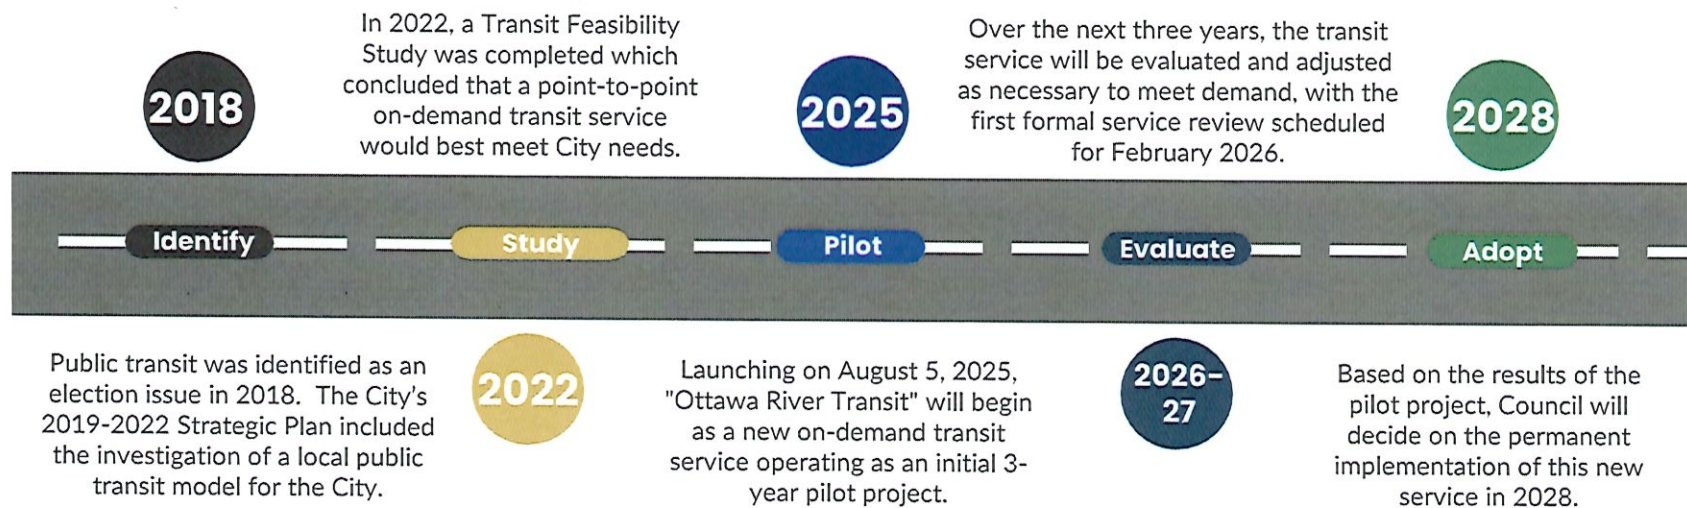 2018
In 2022, a Transit Feasibility
Study was completed which
concluded that a point-to-point
on-demand transit service
would best meet City needs.
2025
Over the next three years, the transit
service will be evaluated and adjusted
as necessary to meet demand, with the
first formal service review scheduled
for February 2026.
2028
Identify
Study
Pilot
Evaluate
Adopt
Public transit was identified as an
election issue in 2018.  The City's
2019-2022 Strategic Plan included
the investigation of a local public
transit model for the City.
2022
Launching on August 5, 2025,
"Ottawa River Transit" will begin
as a new on-demand transit
service operating as an initial 3-
year pilot project.
2026-
27
Based on the results of the
pilot project, Council will
decide on the permanent
implementation of this new
service in 2028.